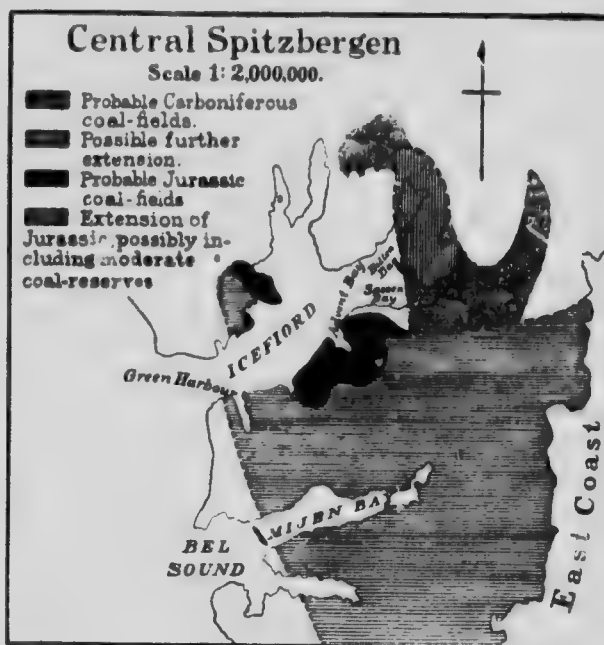 Central Spitzbergen
Scale 1: 2,000,000.
Probable Carboniferous
coal-fields.
Possible further
extension.
Probable Jurassic
coal-fields
Extension of
Jurassic, possibly in-
cluding moderate
coal-reserves
ICEFIORD
Advent Bay
Sassen
Bay
Green Harbour
MIJEN BA
BEL
SOUND
East Coast